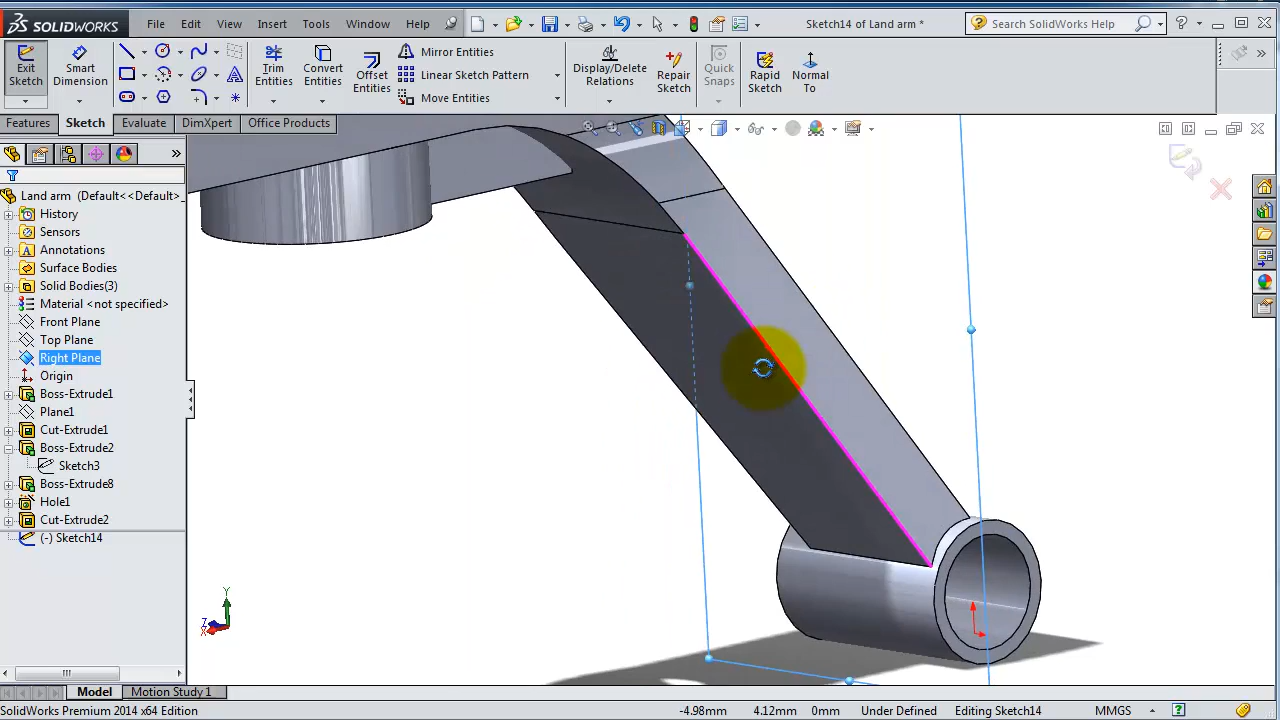 SOLIDWORKS File Edit View Insert Tools Window Help Sketch14 of Land arm * Search SolidWorks Help
Exit Sketch
Smart Dimension
Trim Entities
Convert Entities
Offset Entities
Mirror Entities
Linear Sketch Pattern
Move Entities
Display/Delete Relations
Repair Sketch
Quick Snaps
Rapid Sketch
Normal To
Features Sketch Evaluate DimXpert Office Products
Land arm (Default<<Default>_
History
Sensors
Annotations
Surface Bodies
Solid Bodies(3)
Material <not specified>
Front Plane
Top Plane
Right Plane
Origin
Boss-Extrude1
Plane1
Cut-Extrude1
Boss-Extrude2
Sketch3
Boss-Extrude8
Hole1
Cut-Extrude2
(-) Sketch14
Y
Z
X
Model Motion Study 1
SolidWorks Premium 2014 x64 Edition -4.98mm 4.12mm 0mm Under Defined Editing Sketch14 MMGS